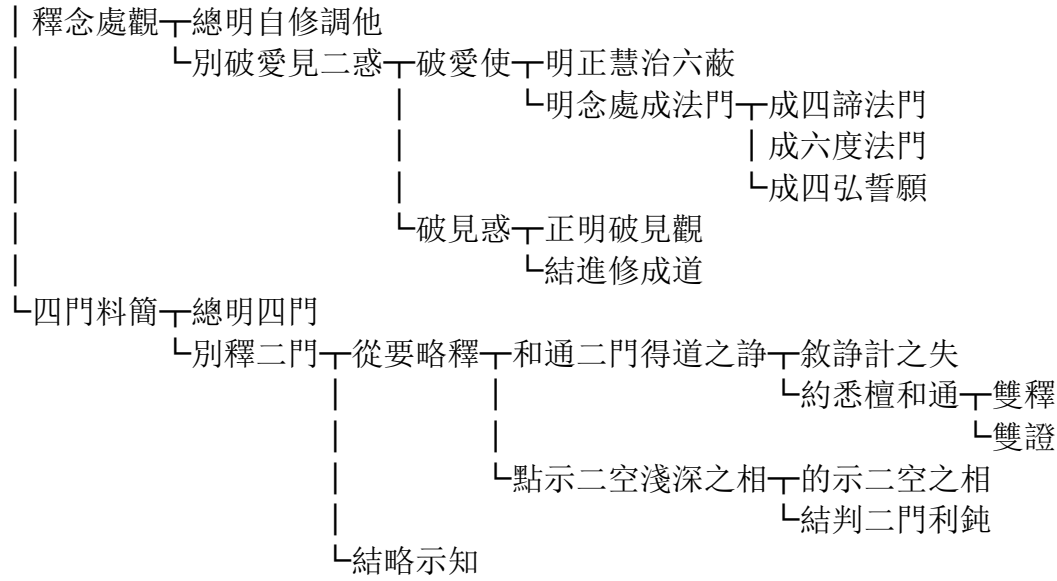 釋念處觀 總明自修調他
別破愛見二惑 破愛使 明正慧治六蔽
明念處成法門 成四諦法門
成六度法門
成四弘誓願
破見惑 正明破見觀
結進修成道
四門料簡 總明四門
別釋二門 從要略釋 和通二門得道之諍 敘諍計之失
約悉檀和通 雙釋
雙證
點示二空淺深之相 的示二空之相
結判二門利鈍
結略示知